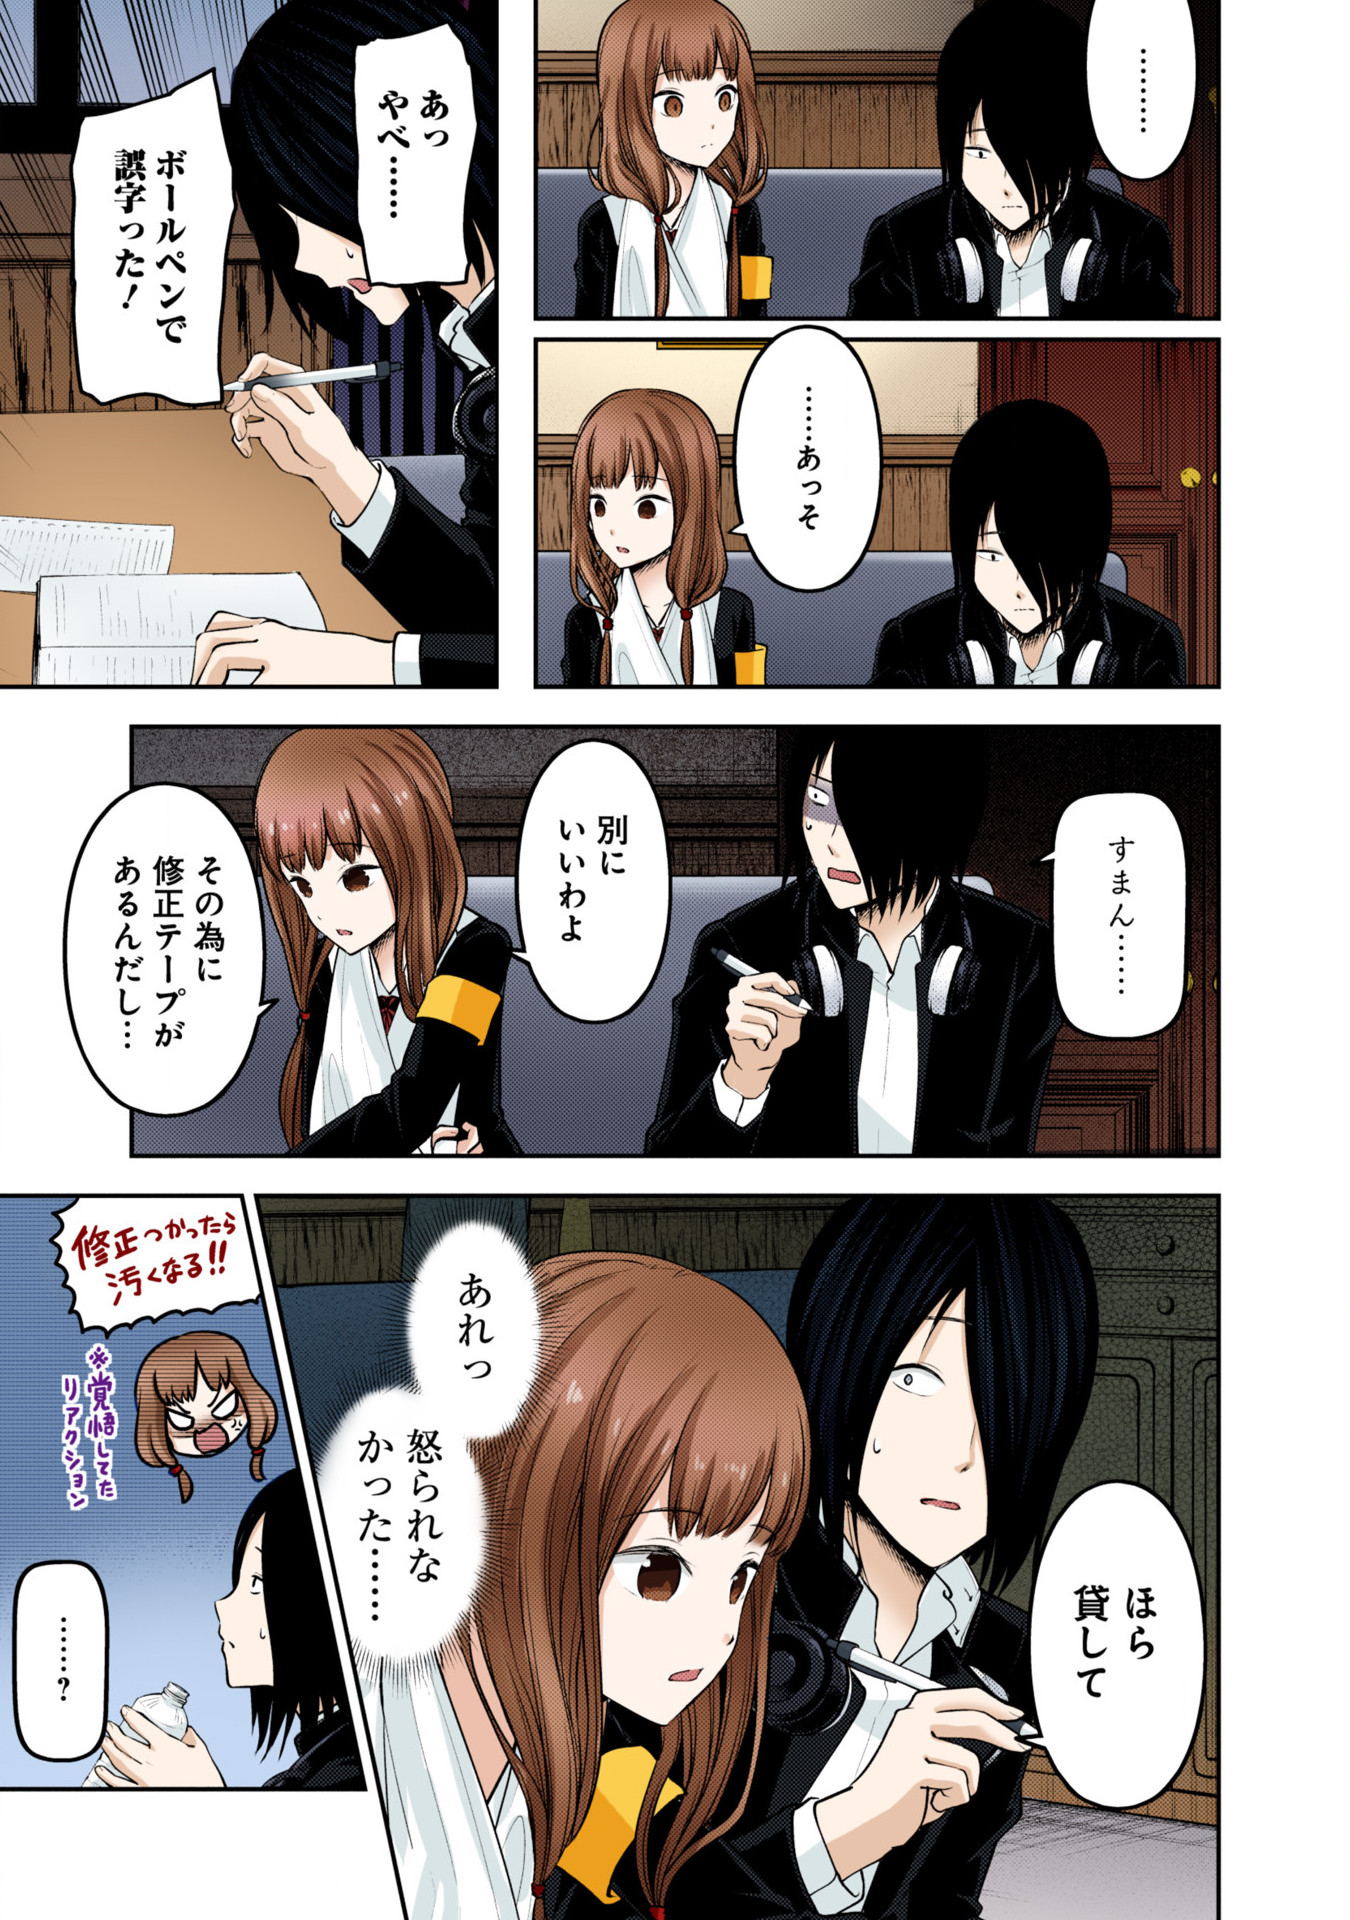 ………
……あっそ
あっ
やべ……
ボールペンで
誤字った！
すまん……
別に
いいわよ
その為に
修正テープが
あるんだし…
ほら
貸して
あれっ
怒られな
かった……
修正つかったら
汚くなる!!
※覚悟してた
リアクション
……?